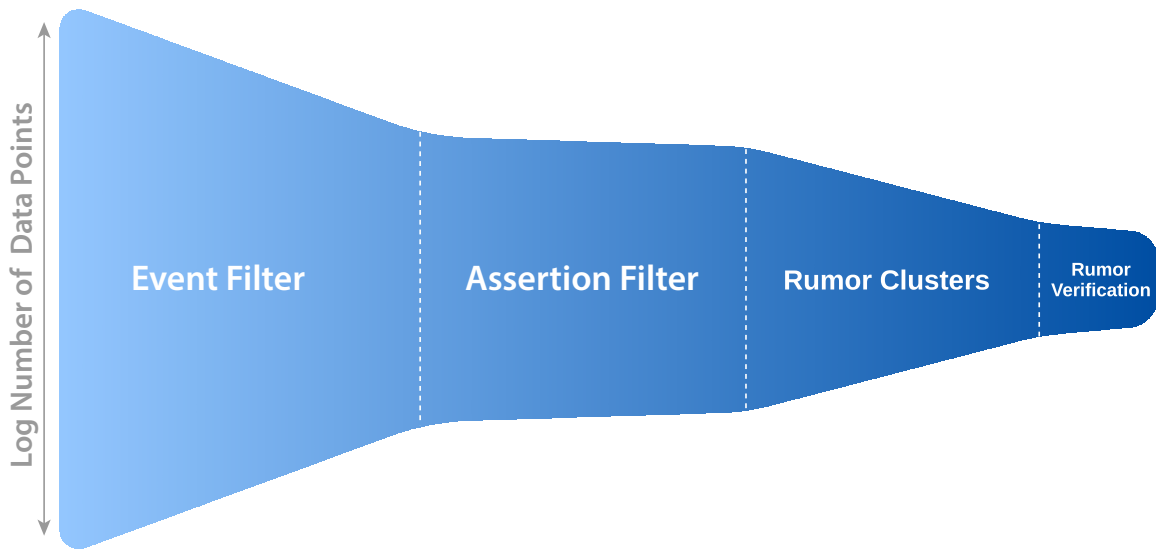 Log Number of Data Points
Event Filter
Assertion Filter
Rumor Clusters
Rumor
Verification